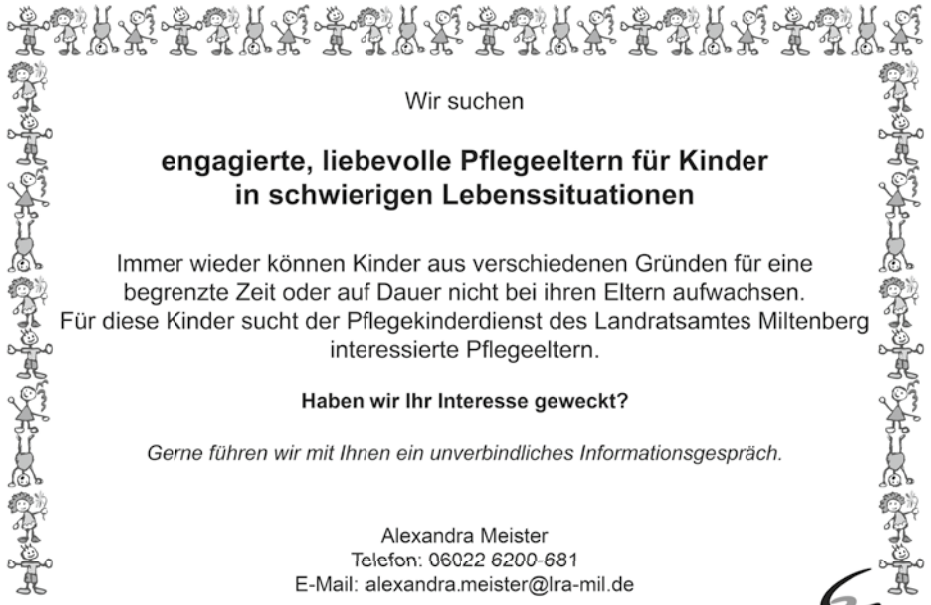 Wir suchen
engagierte, liebevolle Pflegeeltern für Kinder
in schwierigen Lebenssituationen
Immer wieder können Kinder aus verschiedenen Gründen für eine
begrenzte Zeit oder auf Dauer nicht bei ihren Eltern aufwachsen.
Für diese Kinder sucht der Pflegekinderdienst des Landratsamtes Miltenberg
interessierte Pflegeeltern.
Haben wir Ihr Interesse geweckt?
Gerne führen wir mit Ihnen ein unverbindliches Informationsgespräch.
Alexandra Meister
Telefon: 06022 6200-681
E-Mail: alexandra.meister@lra-mil.de